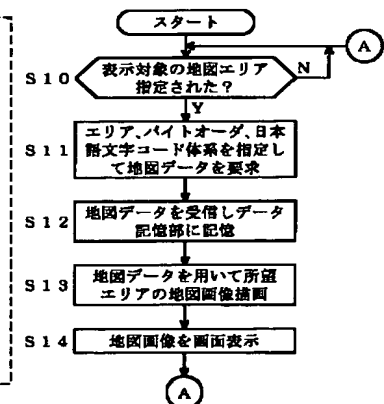 スタート
A
S10
表示対象の地図エリア
指定された?
N
Y
S11
エリア、バイトオーダ、日本
語文字コード体系を指定し
て地図データを要求
S12
地図データを受信しデータ
記憶部に記憶
S13
地図データを用いて所望
エリアの地図画像描画
S14
地図画像を画面表示
A